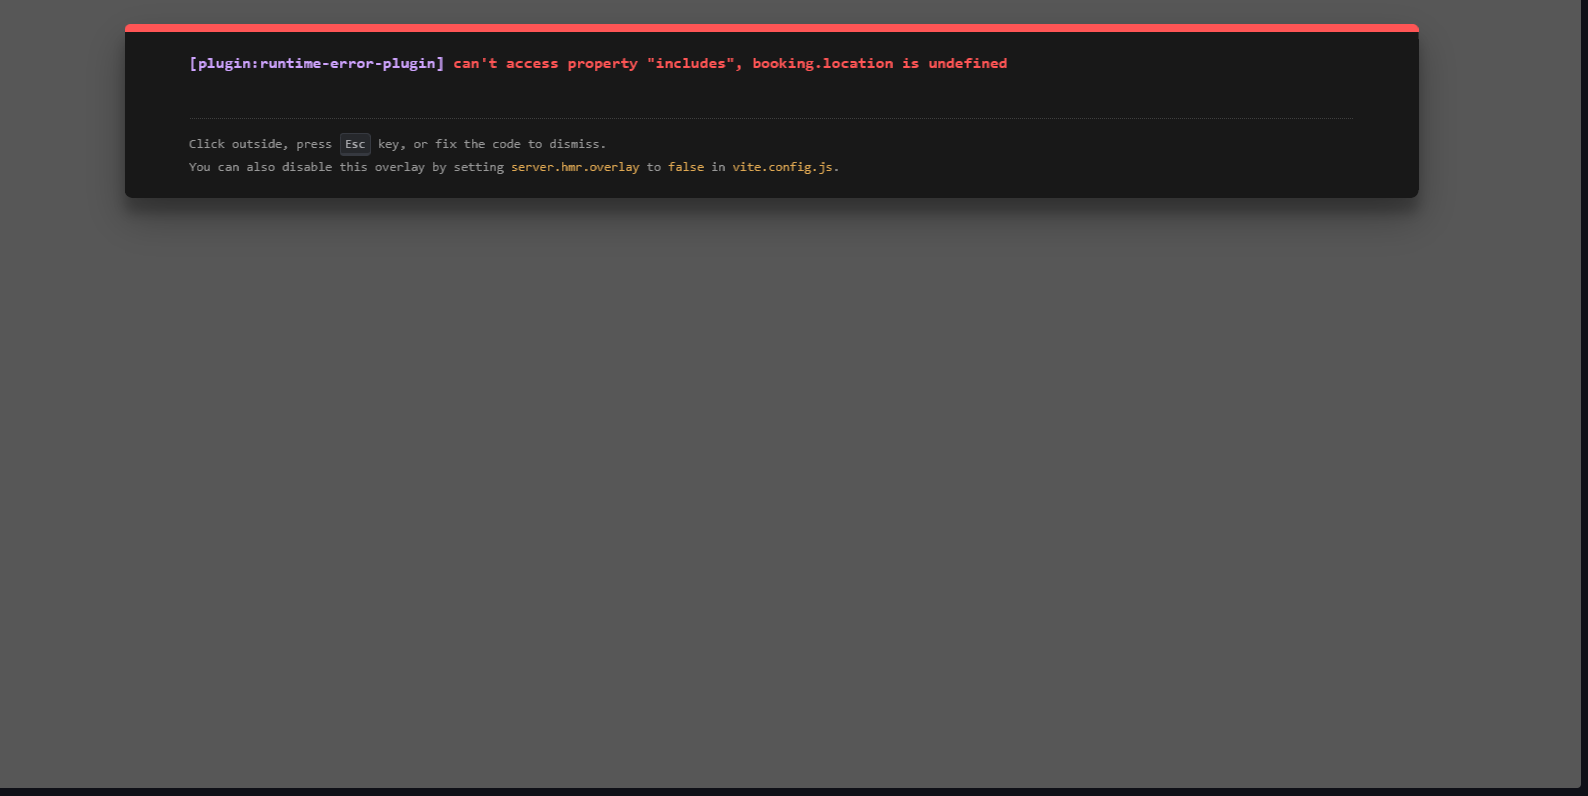 [plugin:runtime-error-plugin] can't access property "includes", booking.location is undefined
Click outside, press Esc key, or fix the code to dismiss.
You can also disable this overlay by setting server.hmr.overlay to false in vite.config.js.